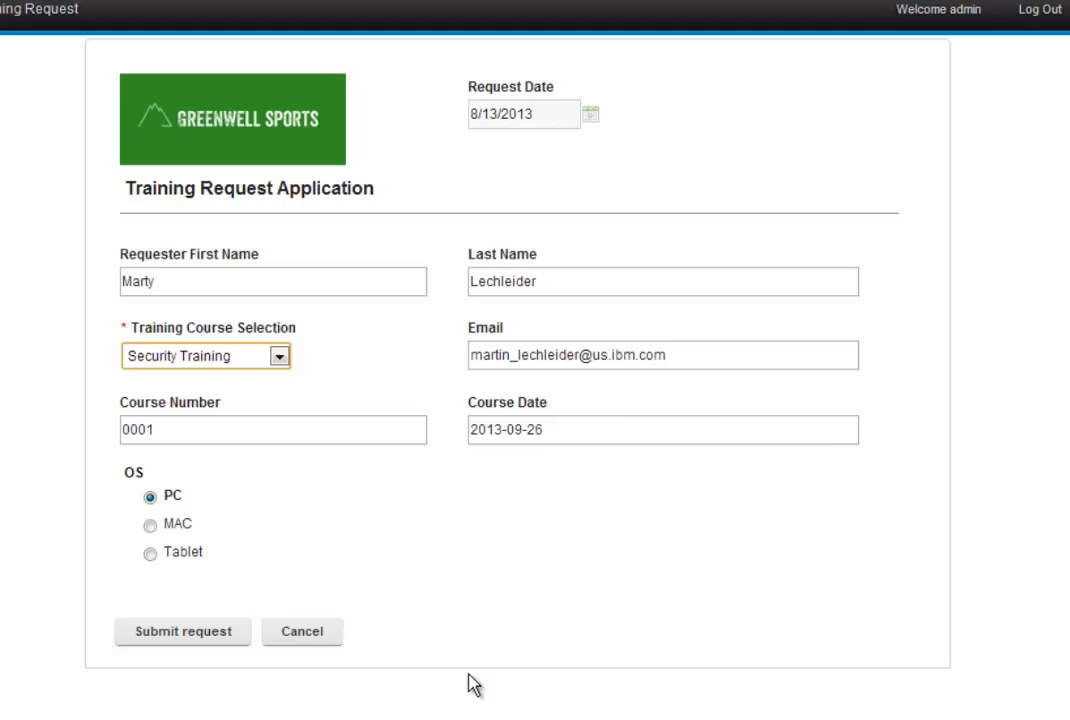 Training Request
Welcome admin
Log Out
GREENWELL SPORTS
Request Date
8/13/2013
Training Request Application
Requester First Name
Last Name
Marty
Lechleider
* Training Course Selection
Email
Security Training
martin_lechleider@us.ibm.com
Course Number
Course Date
0001
2013-09-26
OS
PC
MAC
Tablet
Submit request
Cancel